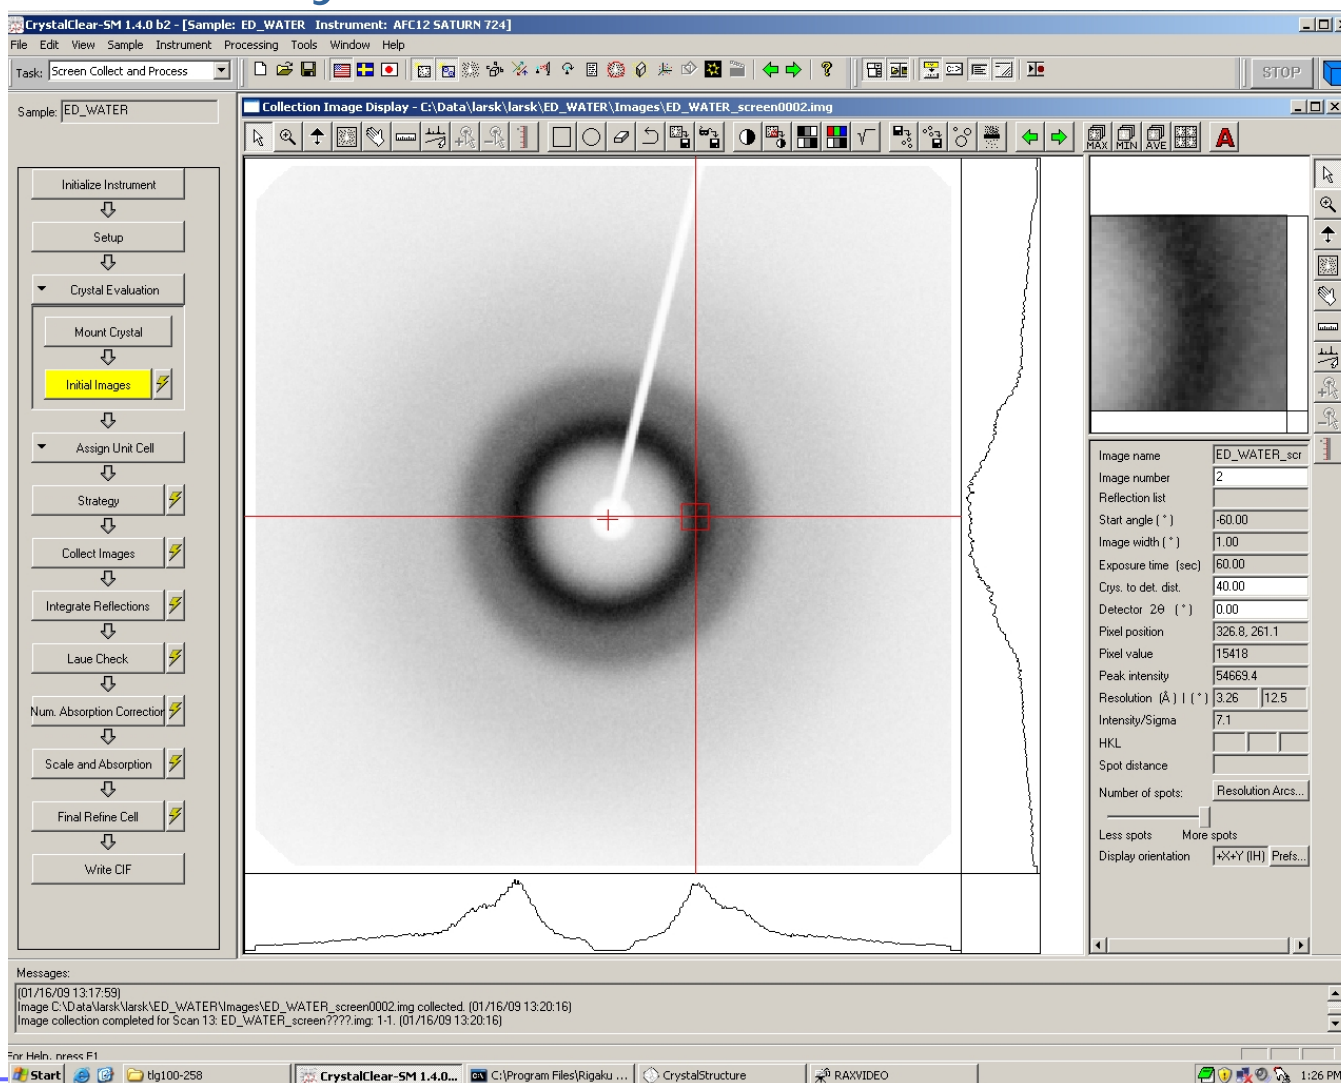 CrystalClear-SM 1.4.0 b2 - [Sample: ED_WATER Instrument: AFC12 SATURN 724]
File Edit View Sample Instrument Processing Tools Window Help
Task: Screen Collect and Process
STOP
Sample: ED_WATER
Collection Image Display - C:\Data\larsk\larsk\ED_WATER\Images\ED_WATER_screen0002.img
MAX MIN AVE A
Initialize Instrument
Setup
Crystal Evaluation
Mount Crystal
Initial Images
Assign Unit Cell
Strategy
Collect Images
Integrate Reflections
Laue Check
Num. Absorption Correction
Scale and Absorption
Final Refine Cell
Write CIF
Image name ED_WATER_scr
Image number 2
Reflection list
Start angle (°) -60.00
Image width (°) 1.00
Exposure time (sec) 60.00
Crys. to det. dist. 40.00
Detector 2θ (°) 0.00
Pixel position 326.8, 261.1
Pixel value 15418
Peak intensity 54669.4
Resolution (Å) | (°) 3.26 12.5
Intensity/Sigma 7.1
HKL
Spot distance
Number of spots: Resolution Arcs...
Less spots More spots
Display orientation +X+Y (IH) Prefs...
Messages:
(01/16/09 13:17:59)
Image C:\Data\larsk\larsk\ED_WATER\Images\ED_WATER_screen0002.img collected. (01/16/09 13:20:16)
Image collection completed for Scan 13: ED_WATER_screen????.img: 1-1. (01/16/09 13:20:16)
For Help, press F1
Start tlg100-258 CrystalClear-SM 1.4.0... C:\Program Files\Rigaku ... CrystalStructure RAXVIDEO 1:26 PM